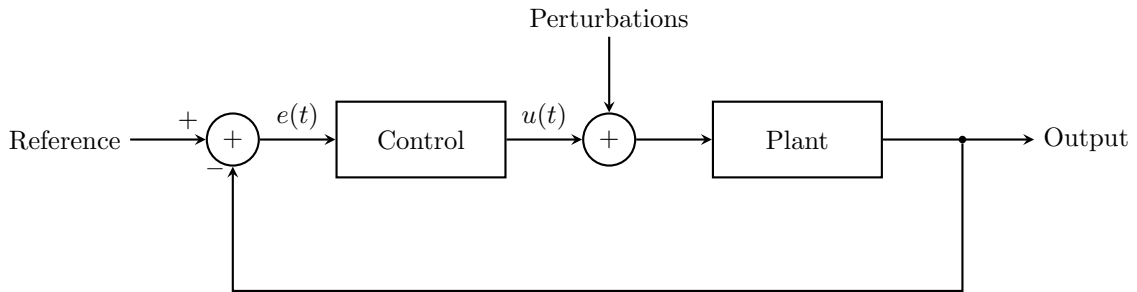 Perturbations
+
Reference
+
e(t)
Control
u(t)
+
Plant
Output
−